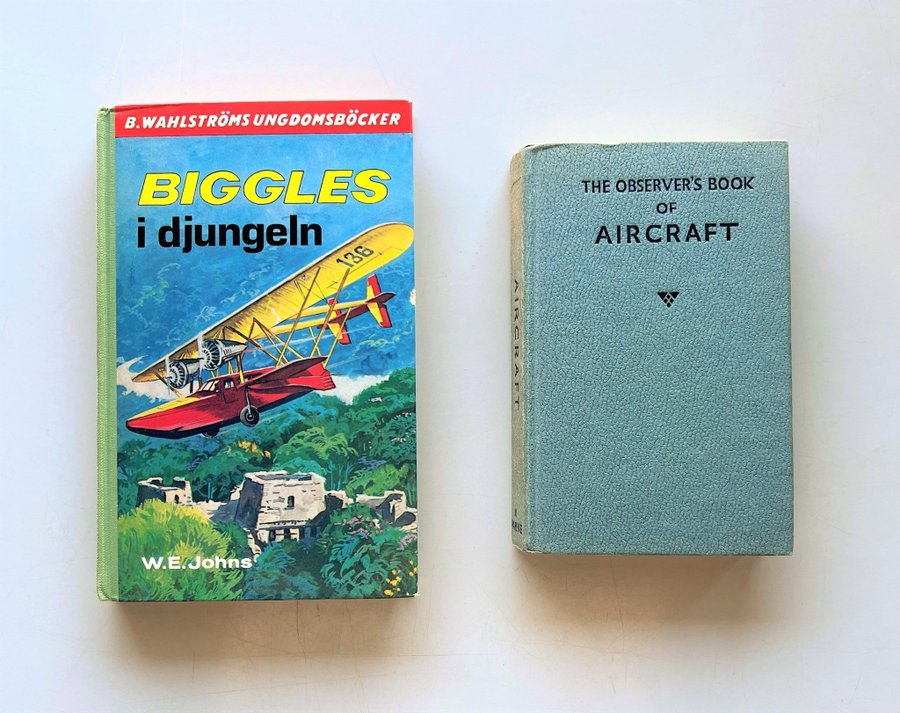 B.WAHLSTRÖMS UNGDOMSBÖCKER
BIGGLES
i djungeln
136
W.E.Johns
THE OBSERVER'S BOOK
OF
AIRCRAFT
AIRCRAFT